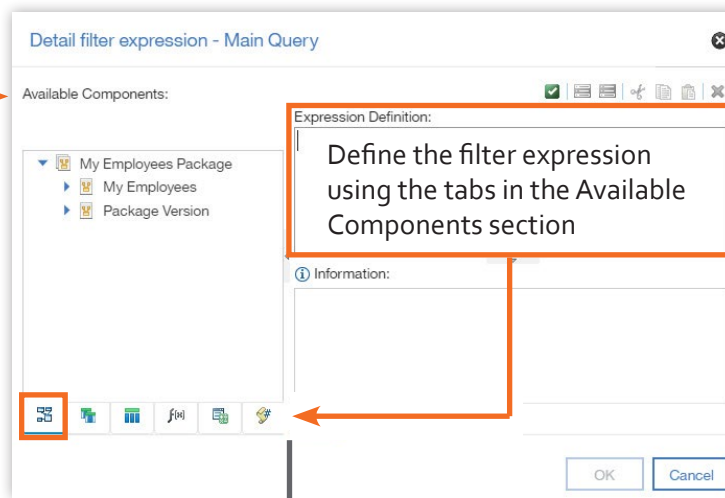 Detail filter expression - Main Query
Available Components:
My Employees Package
My Employees
Package Version
Expression Definition:
Define the filter expression
using the tabs in the Available
Components section
Information:
f(x)
OK
Cancel